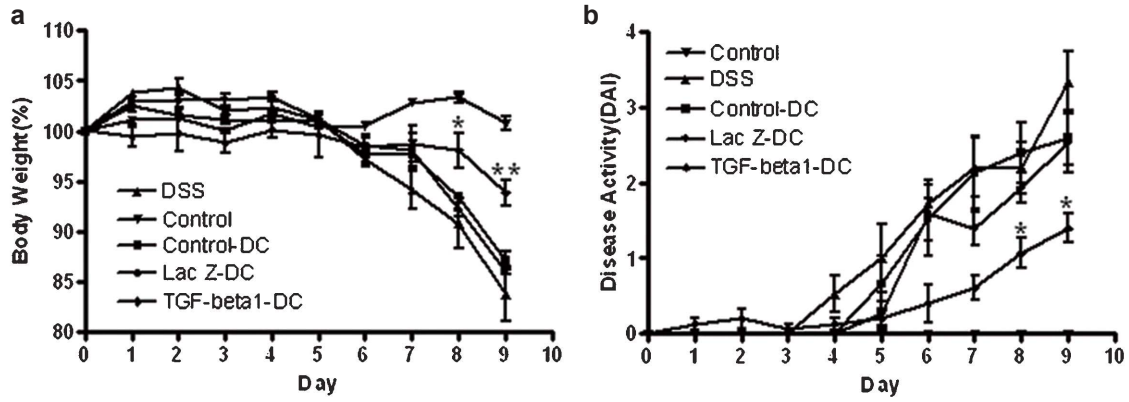 a
110
105
100
95
90
85
80
Body Weight (%)
*
**
DSS
Control
Control-DC
Lac Z-DC
TGF-beta1-DC
0 1 2 3 4 5 6 7 8 9 10
Day
b
4
3
2
1
0
Disease Activity(DAI)
Control
DSS
Control-DC
Lac Z-DC
TGF-beta1-DC
*
*
0 1 2 3 4 5 6 7 8 9 10
Day